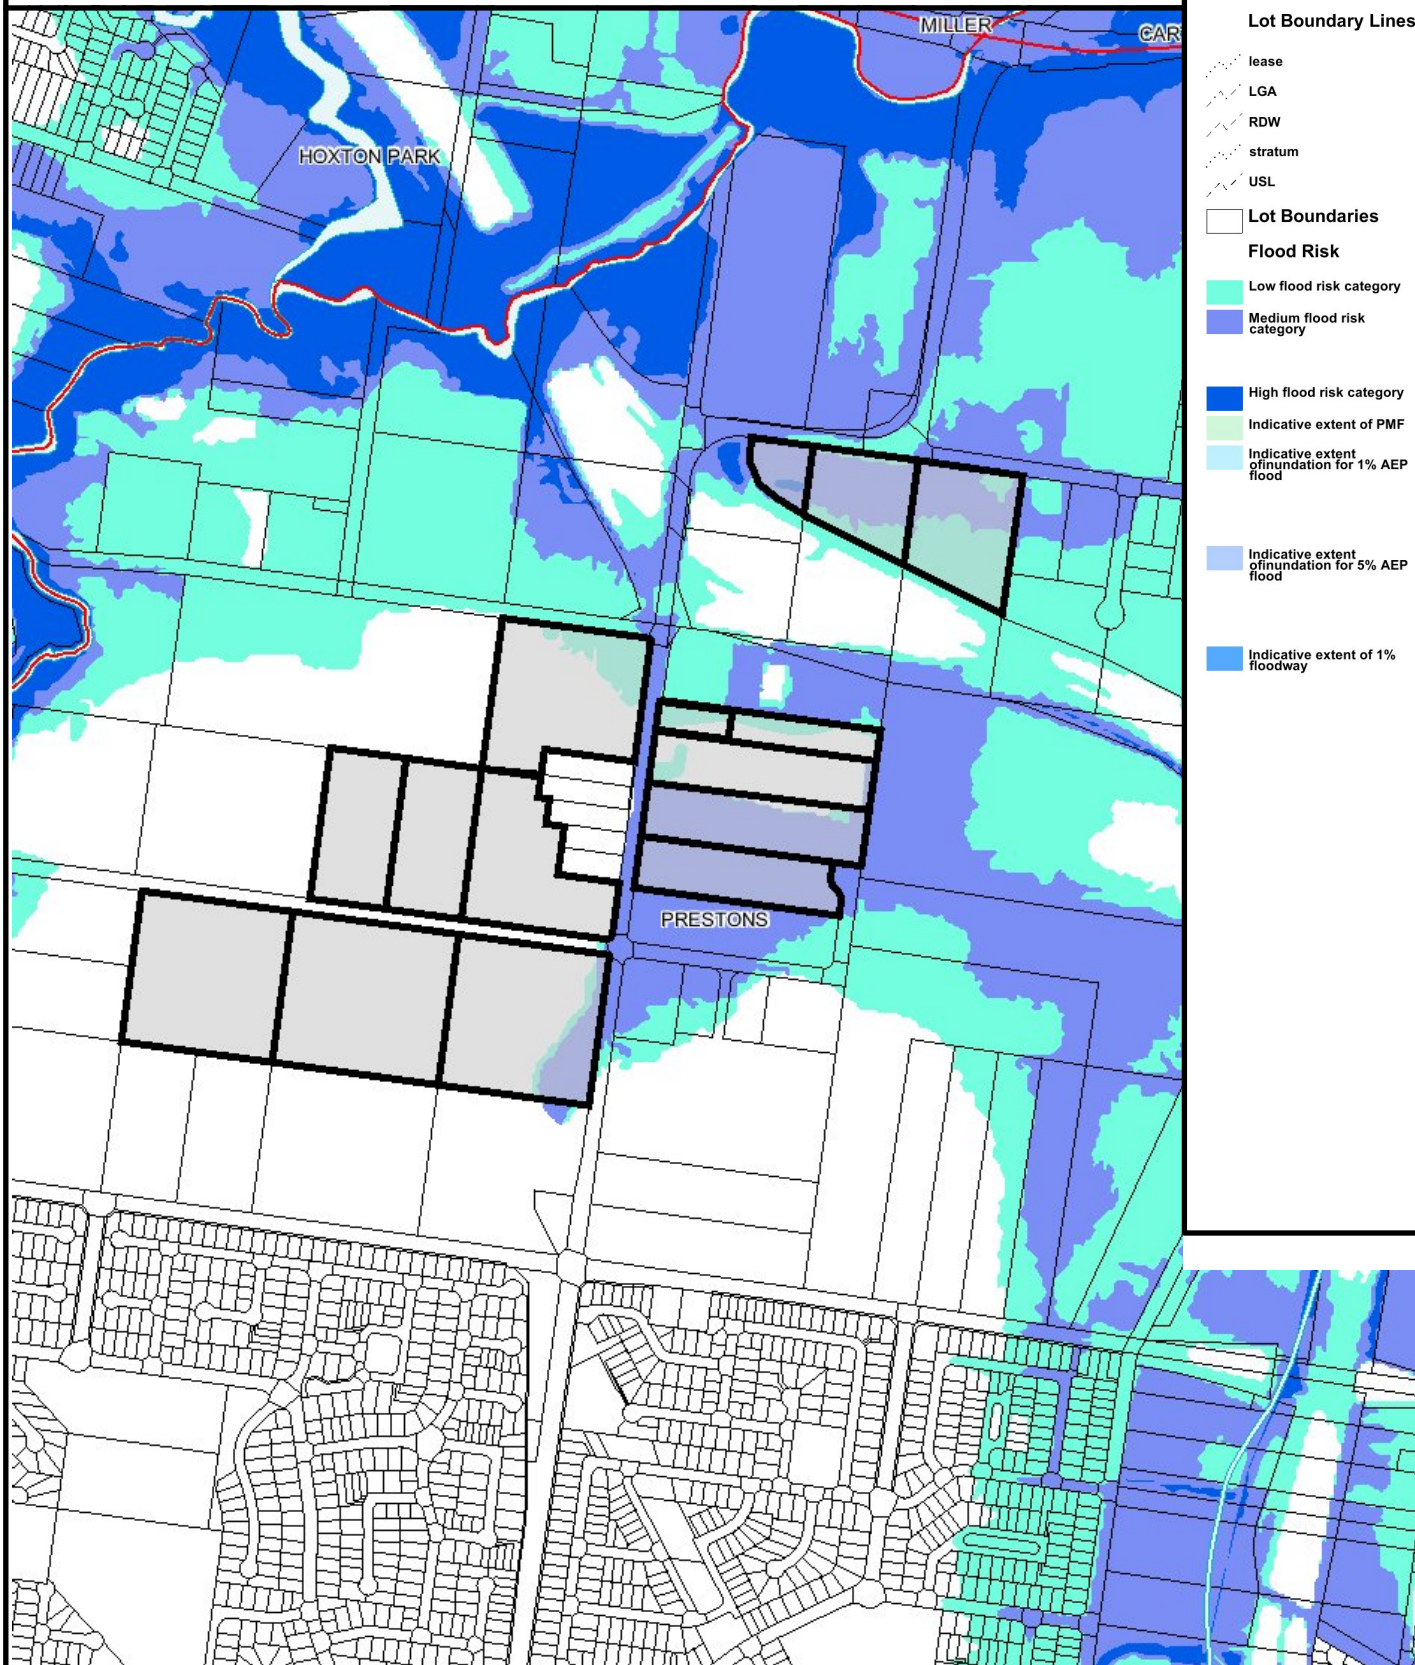 MILLER
CAR
HOXTON PARK
PRESTONS
Lot Boundary Lines
lease
LGA
RDW
stratum
USL
Lot Boundaries
Flood Risk
Low flood risk category
Medium flood risk
category
High flood risk category
Indicative extent of PMF
Indicative extent
ofinundation for 1% AEP
flood
Indicative extent
ofinundation for 5% AEP
flood
Indicative extent of 1%
floodway